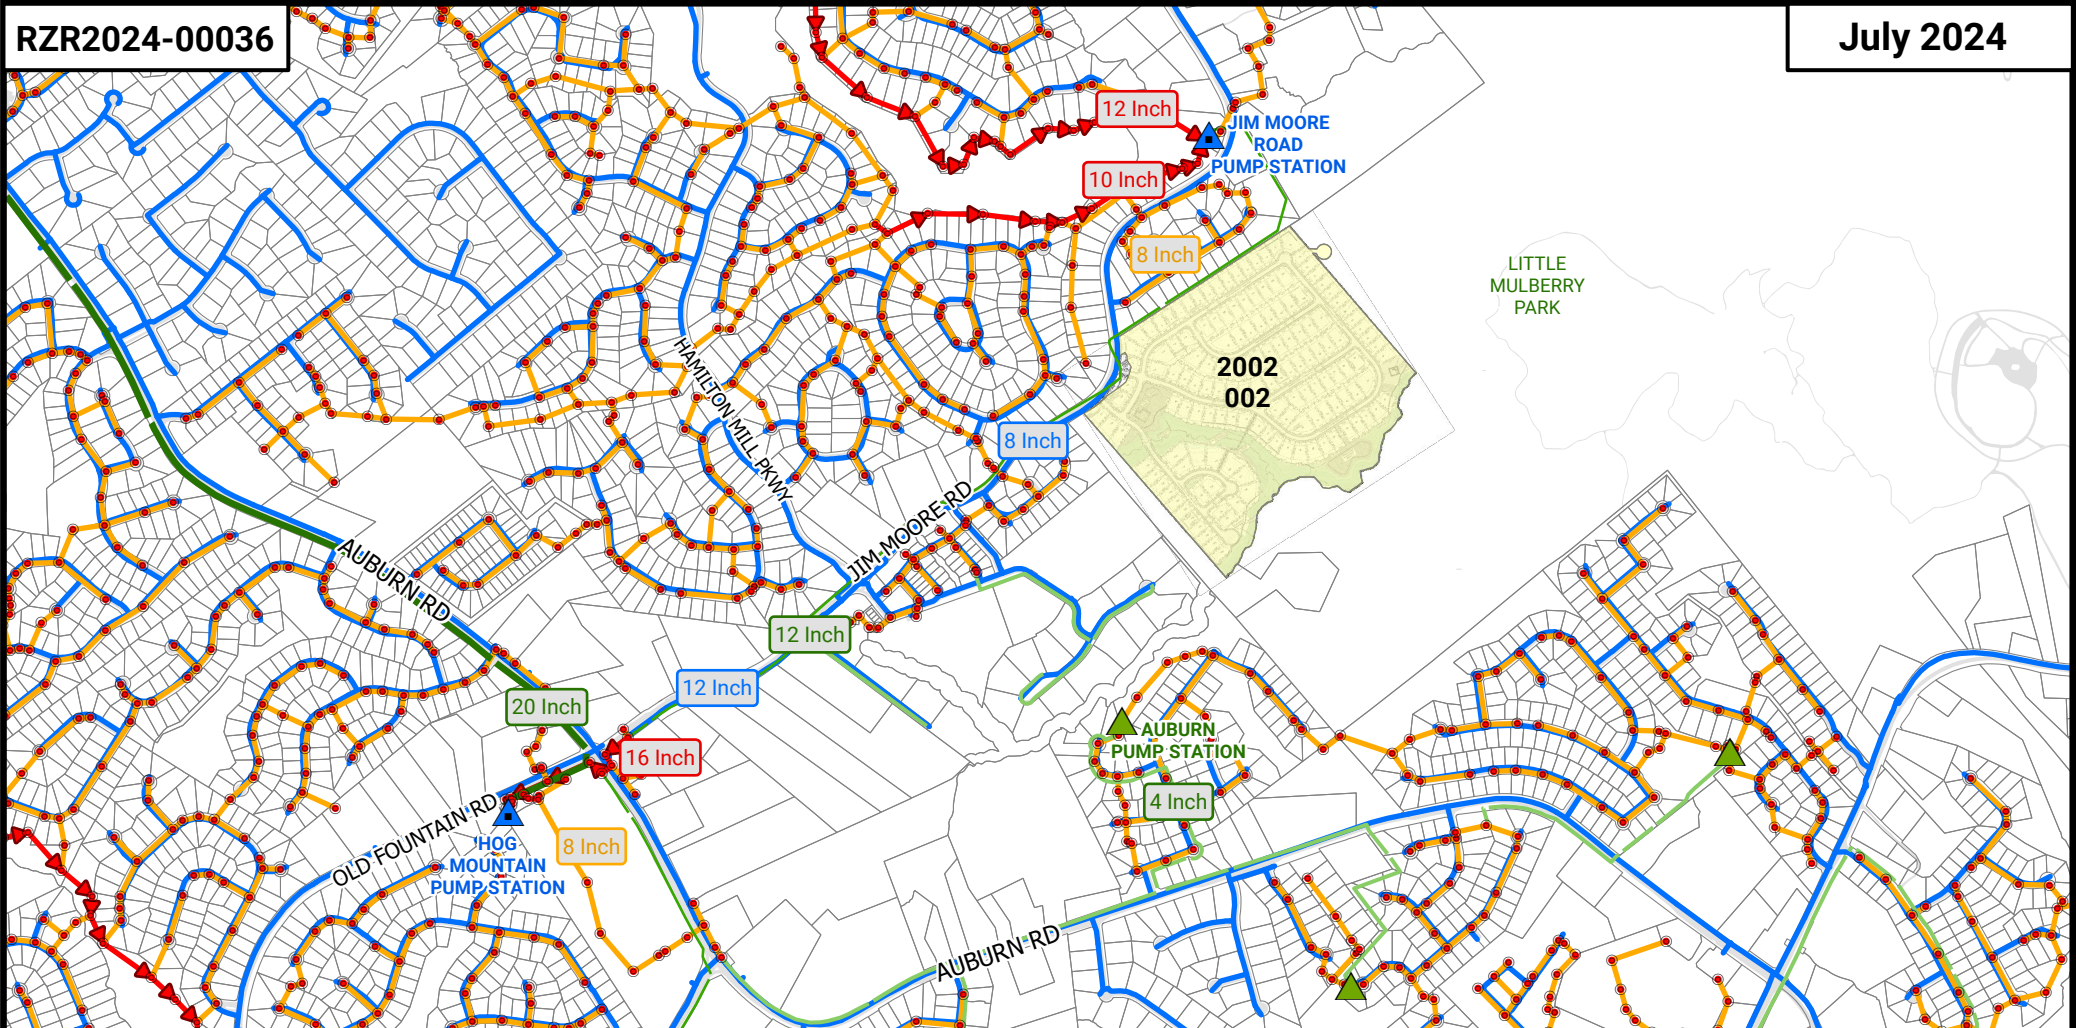 RZR2024-00036
July 2024
12 Inch
JIM MOORE
ROAD
PUMP STATION
10 Inch
8 Inch
LITTLE
MULBERRY
PARK
2002
002
HAMILTON MILL PKWY
8 Inch
JIM MOORE RD
AUBURN RD
12 Inch
12 Inch
20 Inch
16 Inch
AUBURN
PUMP STATION
4 Inch
OLD FOUNTAIN RD
HOG
MOUNTAIN
PUMP STATION
8 Inch
AUBURN RD